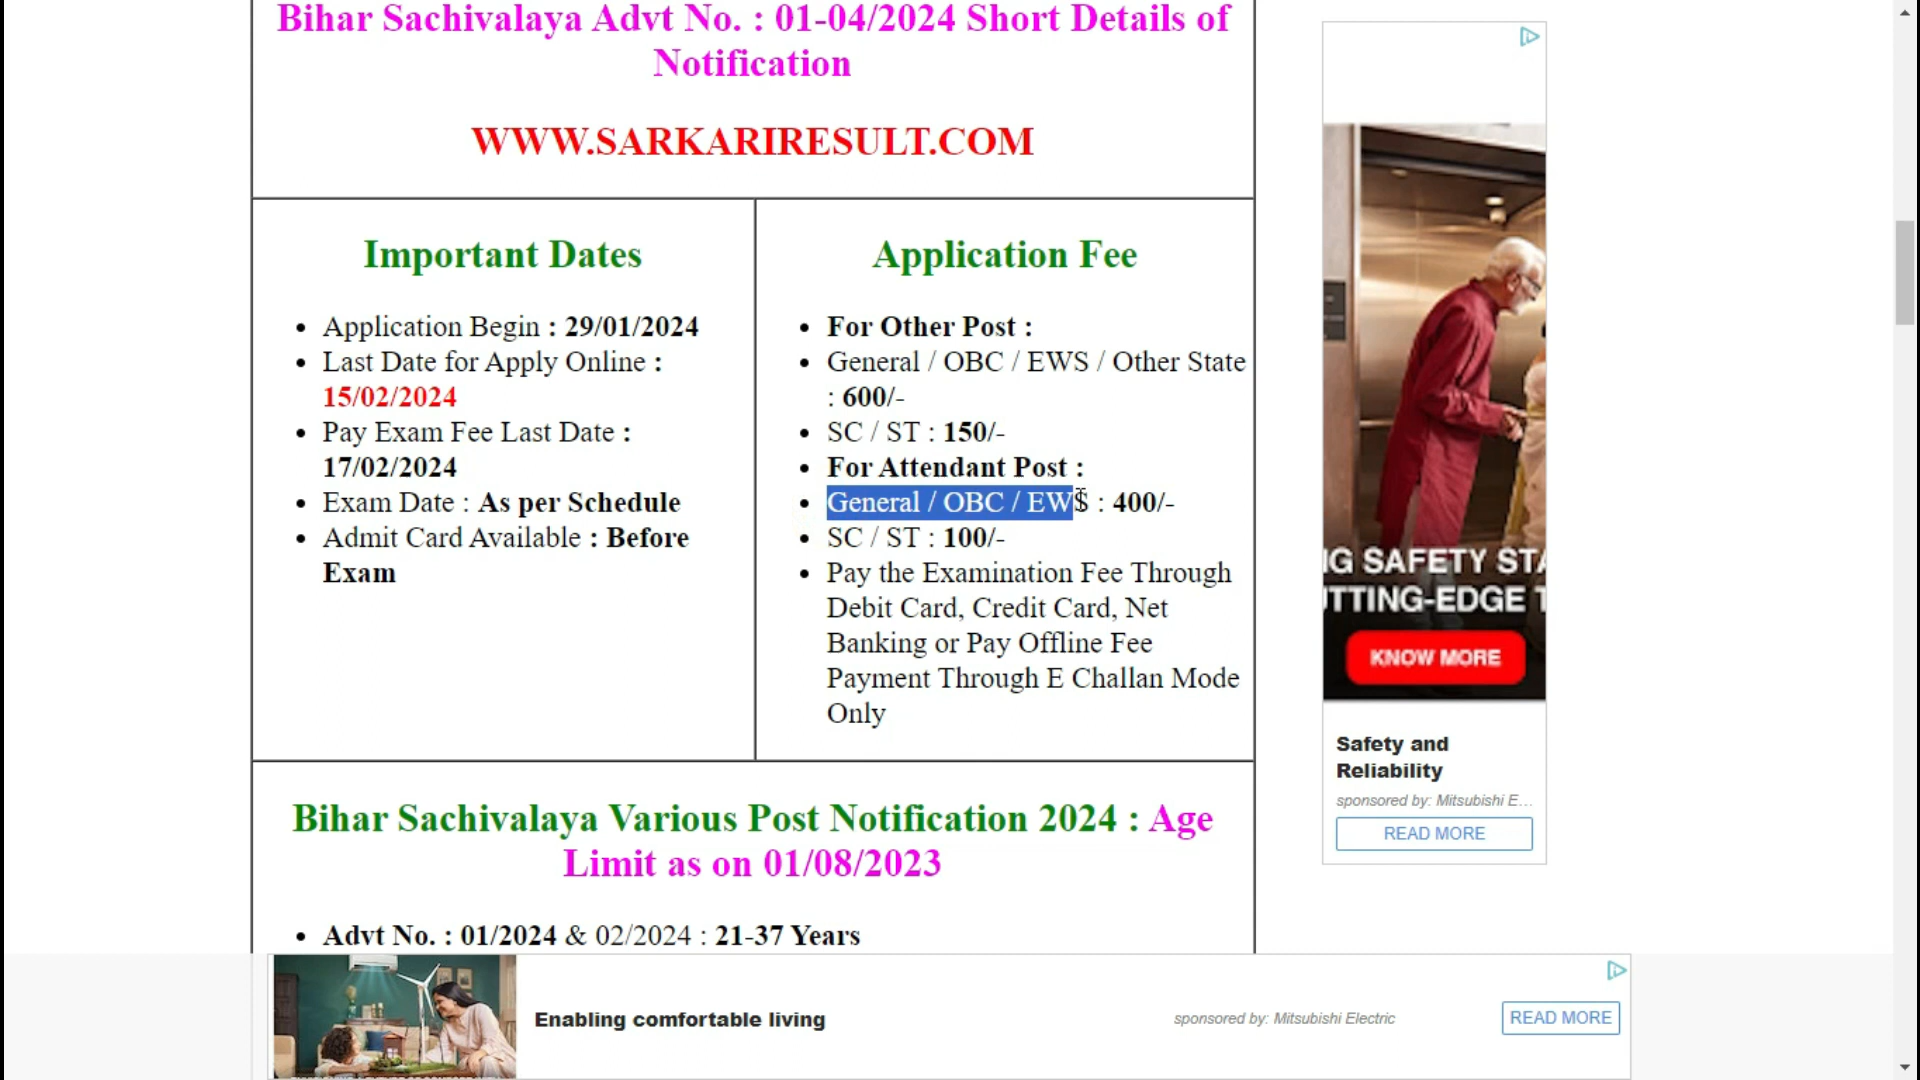 Bihar Sachivalaya Advt No. : 01-04/2024 Short Details of
Notification
WWW.SARKARIRESULT.COM
Important Dates
• Application Begin : 29/01/2024
• Last Date for Apply Online :
15/02/2024
• Pay Exam Fee Last Date :
17/02/2024
• Exam Date : As per Schedule
• Admit Card Available : Before
Exam
Application Fee
• For Other Post :
• General / OBC / EWS / Other State
: 600/-
• SC / ST : 150/-
• For Attendant Post :
• General / OBC / EWS : 400/-
• SC / ST : 100/-
• Pay the Examination Fee Through
Debit Card, Credit Card, Net
Banking or Pay Offline Fee
Payment Through E Challan Mode
Only
Bihar Sachivalaya Various Post Notification 2024 : Age
Limit as on 01/08/2023
• Advt No. : 01/2024 & 02/2024 : 21-37 Years
SAFETY
KNOW MORE
Safety and
Reliability
sponsored by: Mitsubishi E...
READ MORE
Enabling comfortable living
sponsored by: Mitsubishi Electric
READ MORE